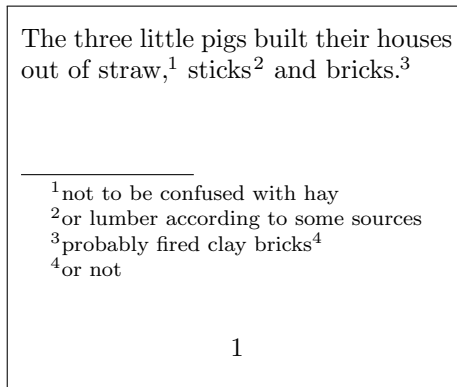 The three little pigs built their houses
out of straw,¹ sticks² and bricks.³
¹not to be confused with hay
²or lumber according to some sources
³probably fired clay bricks⁴
⁴or not
1